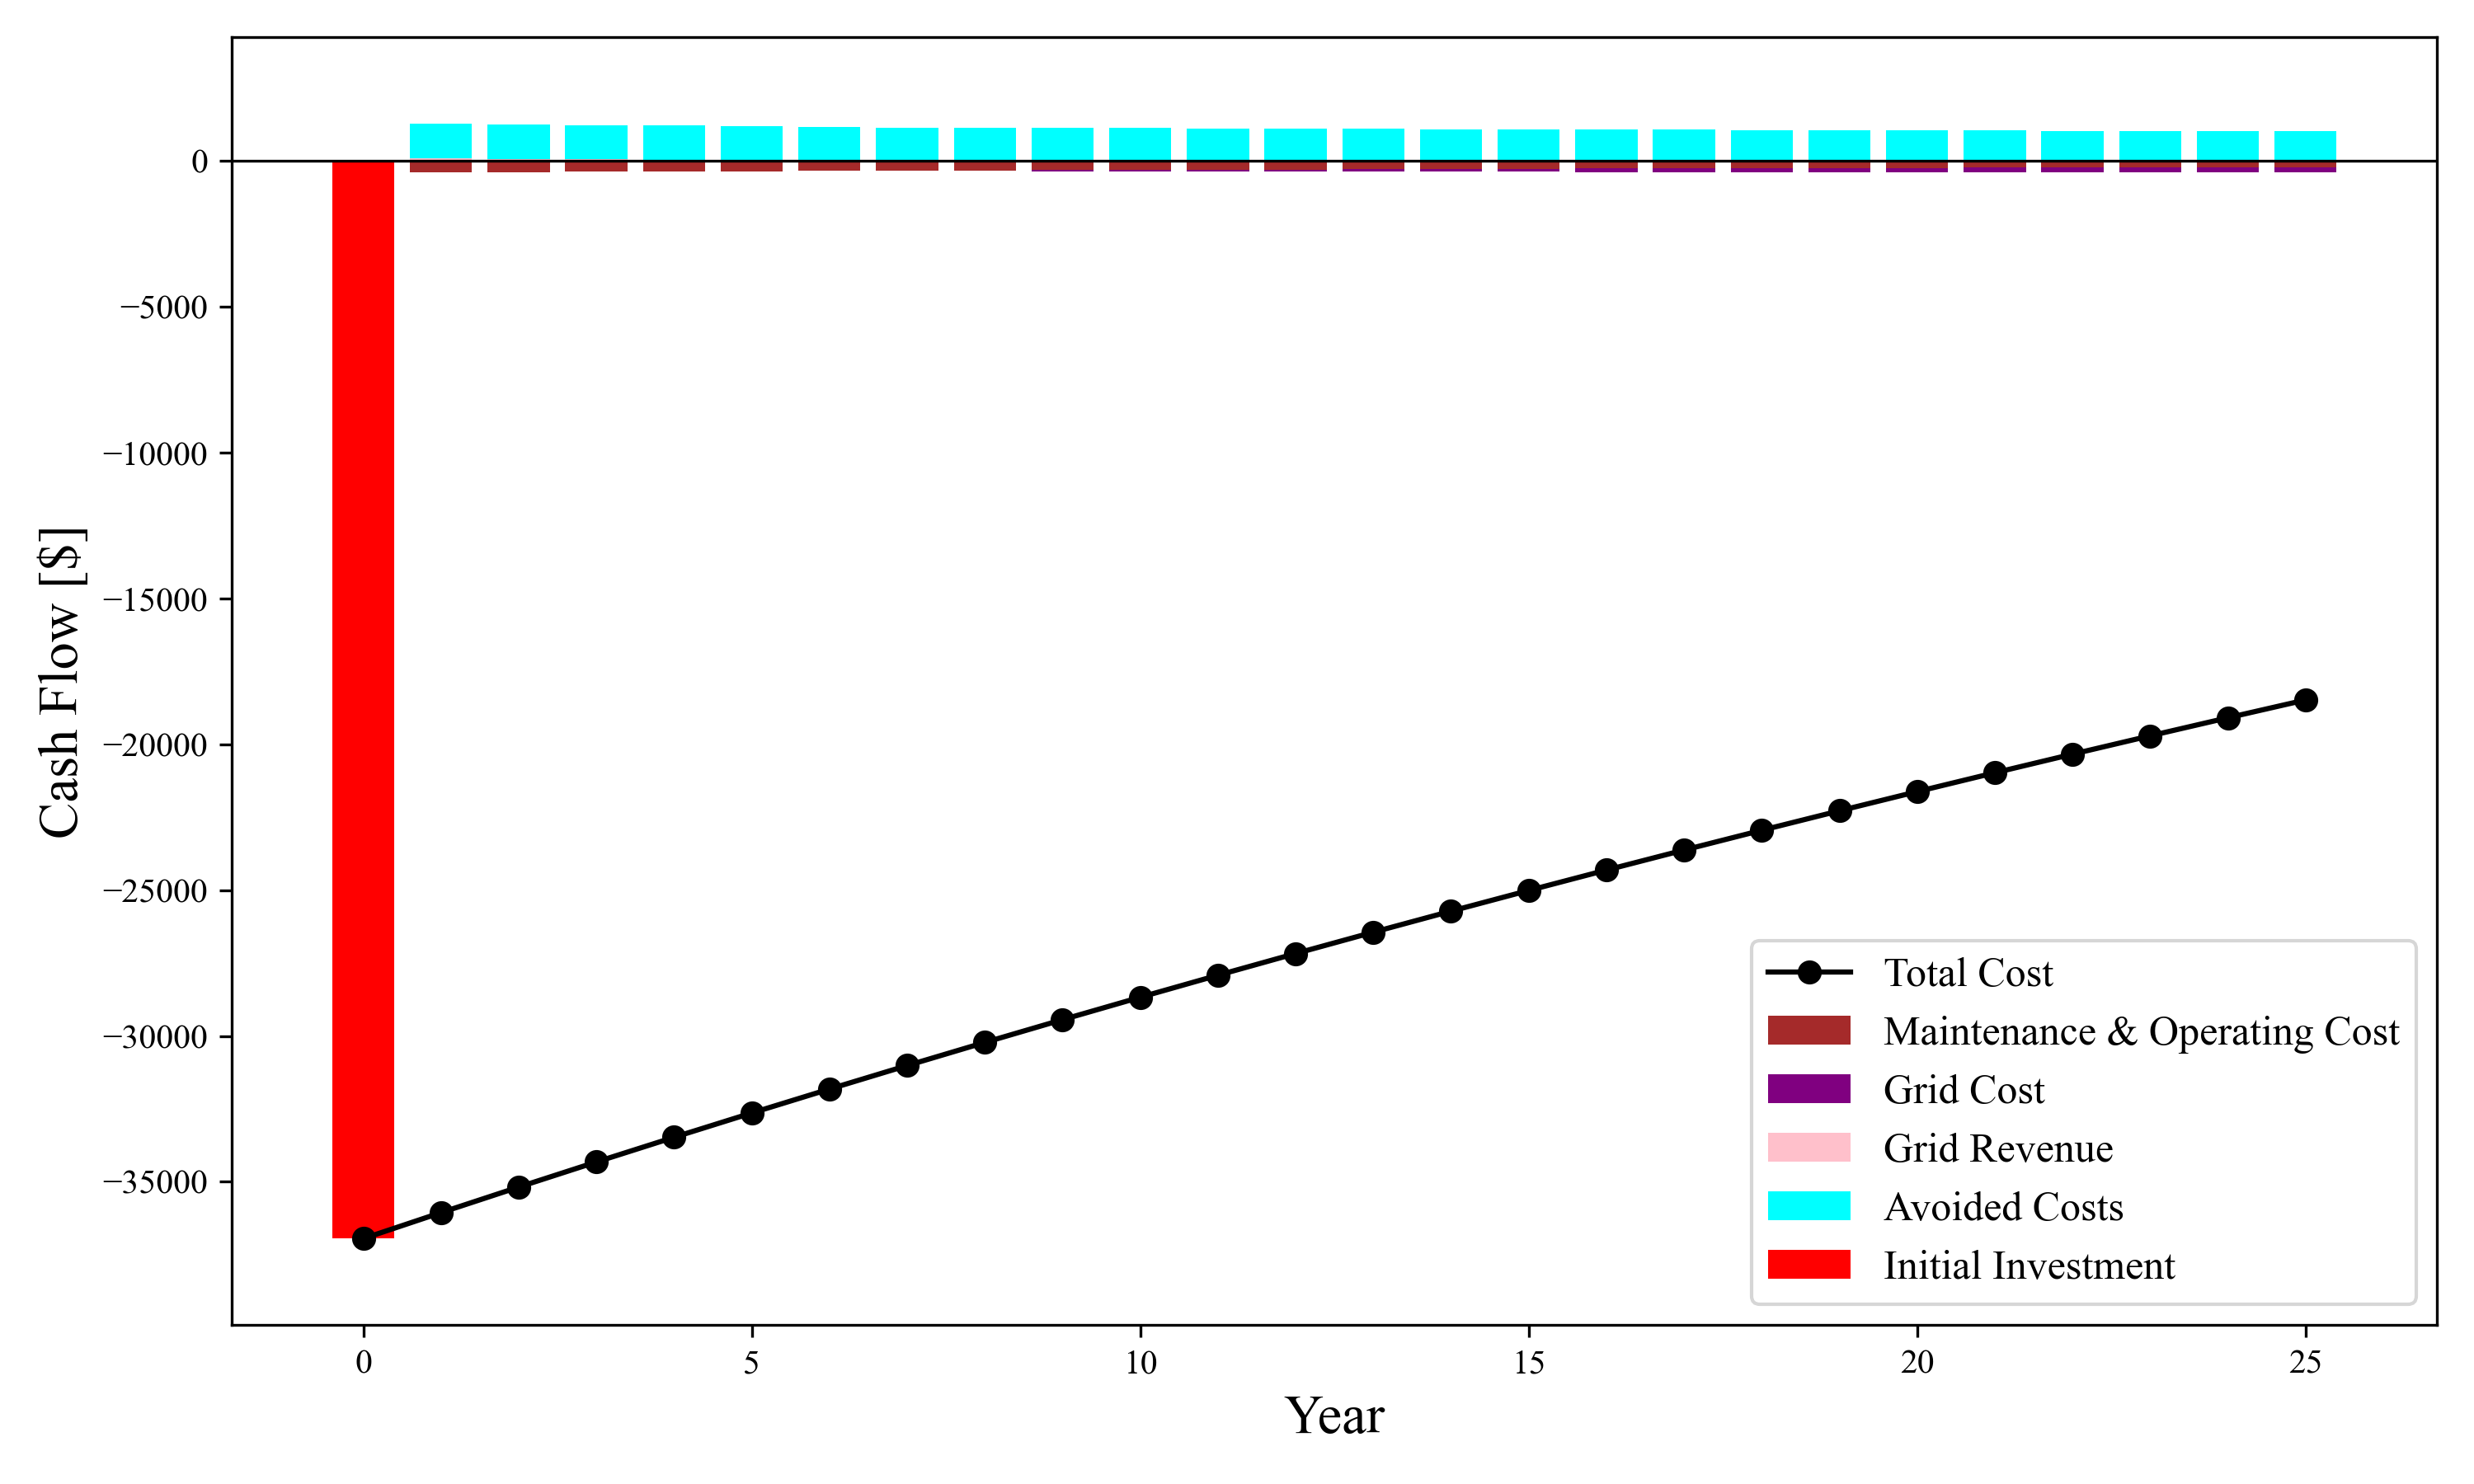 Cash Flow [$]
0
−5000
−10000
−15000
−20000
−25000
−30000
−35000
Total Cost
Maintenance & Operating Cost
Grid Cost
Grid Revenue
Avoided Costs
Initial Investment
0 5 10 15 20 25
Year